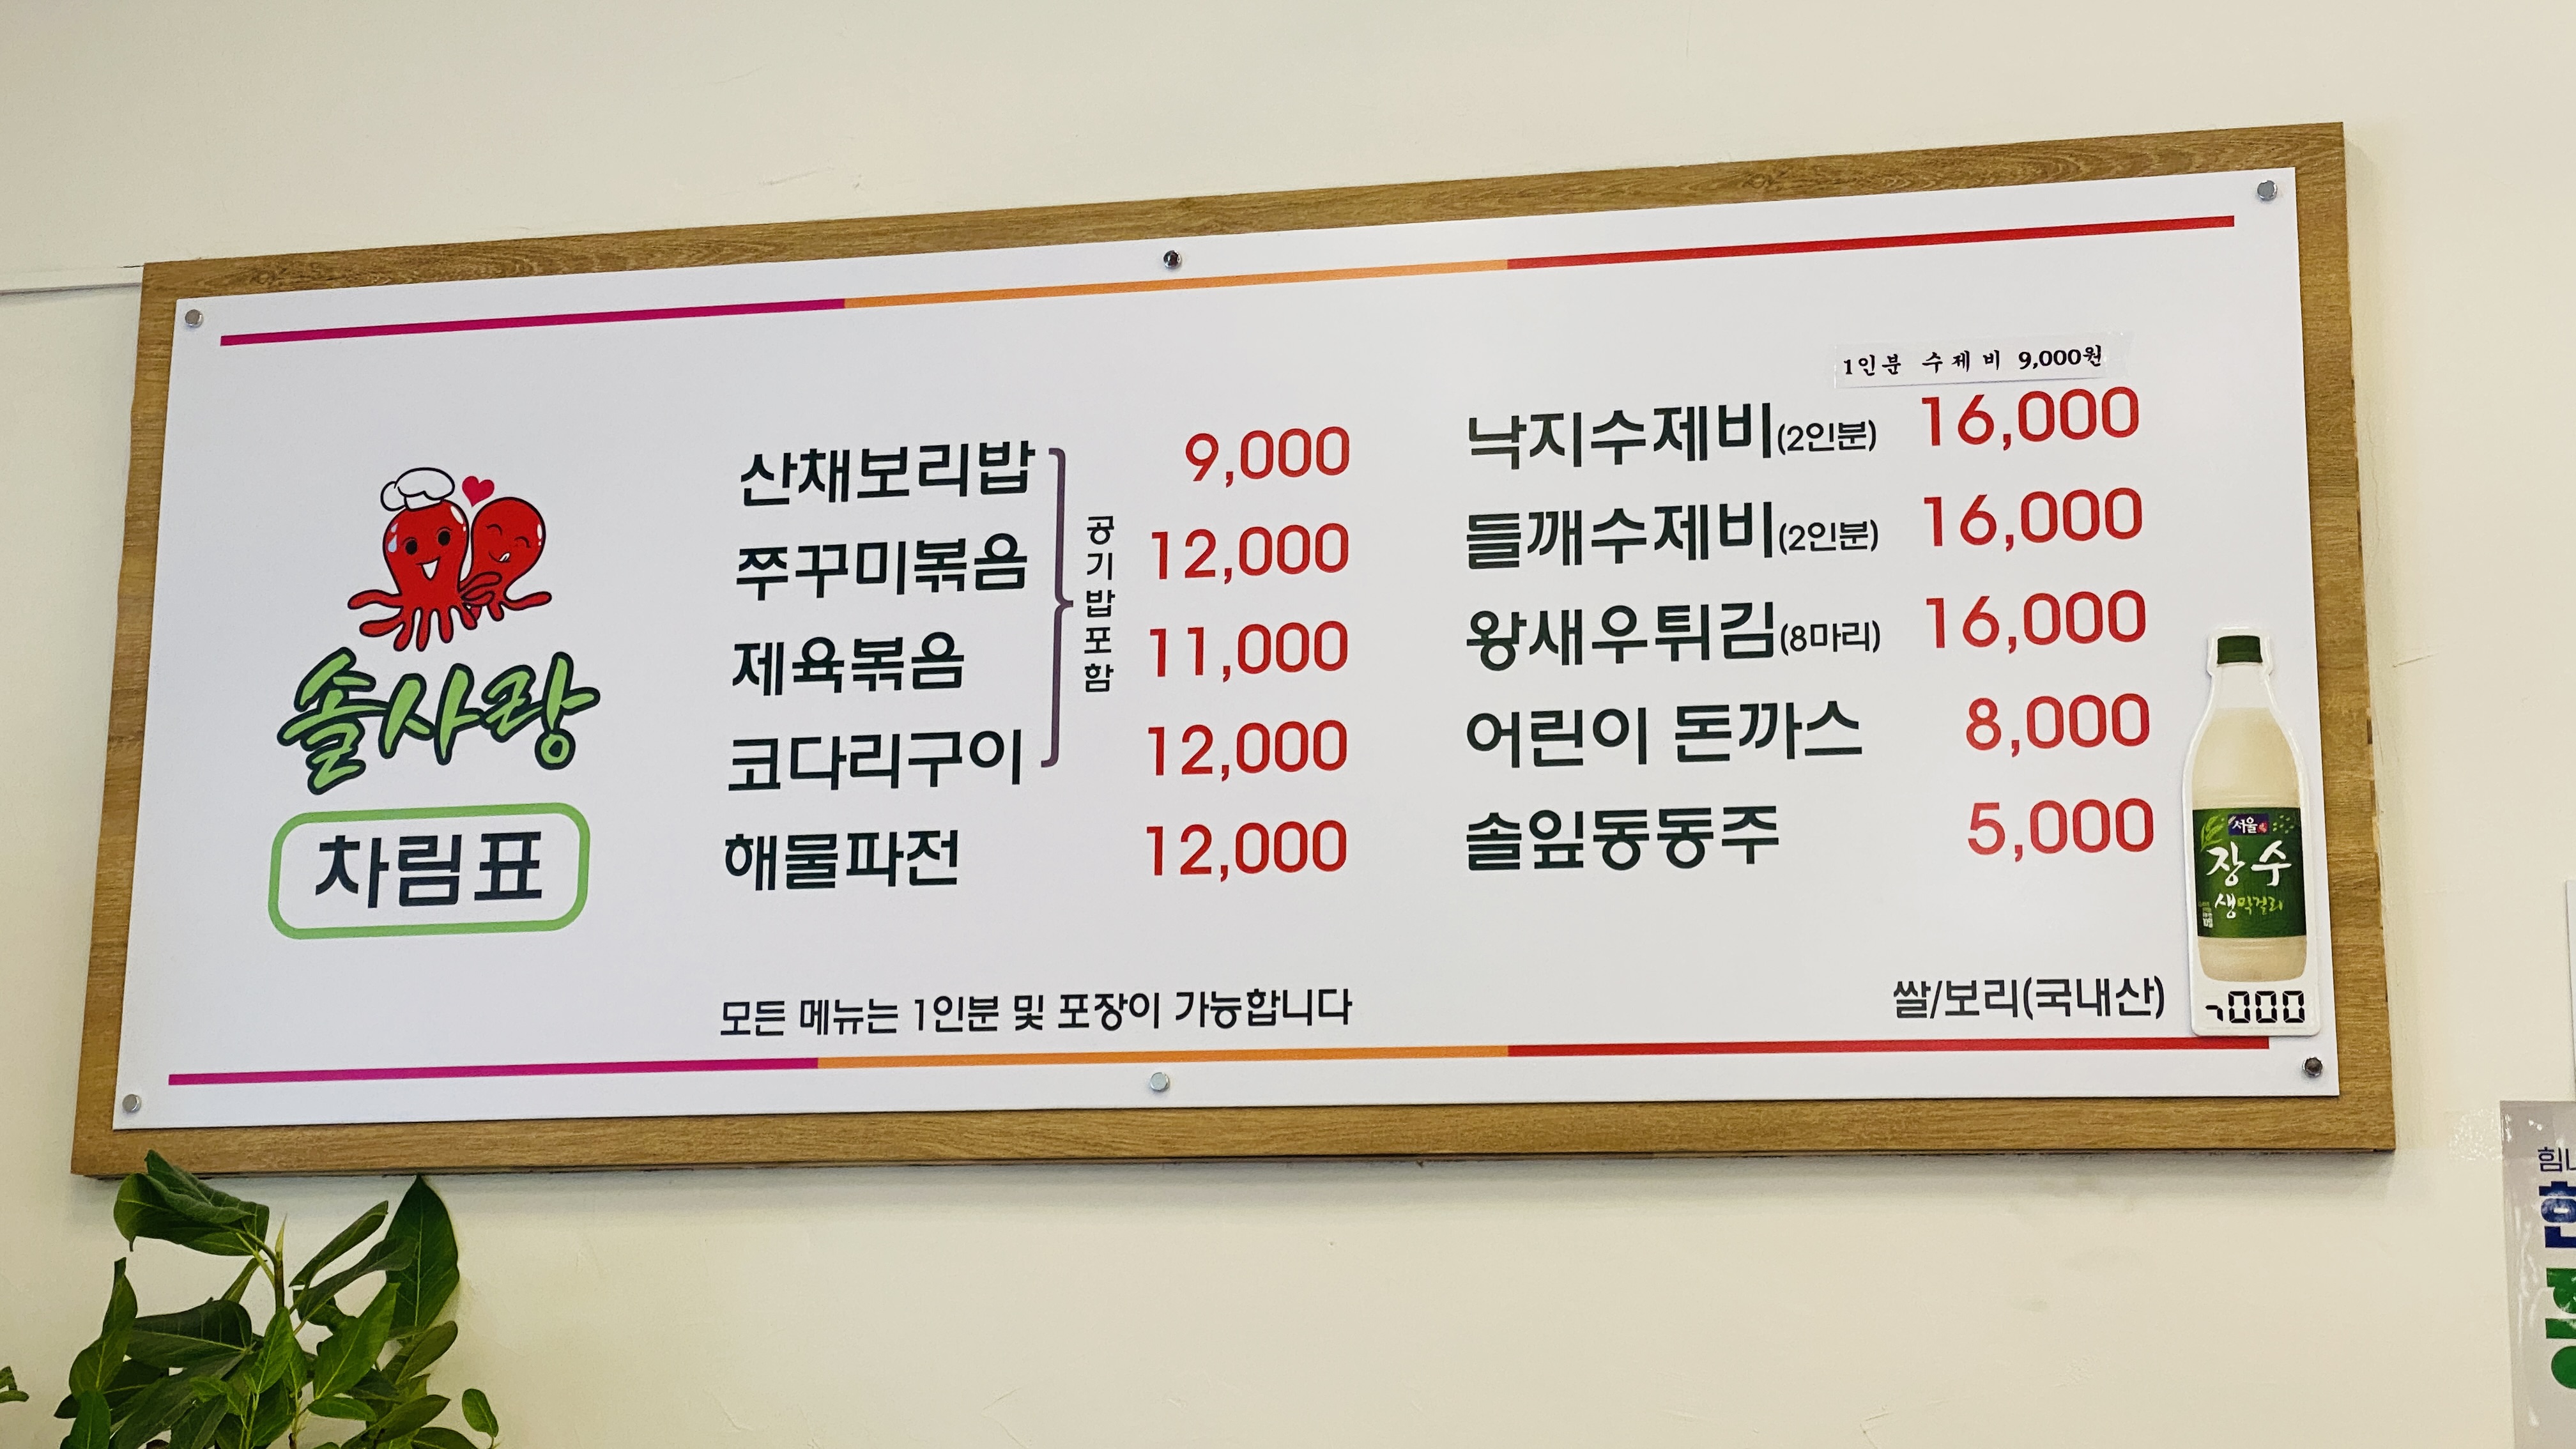 솔사랑
차림표
산채보리밥 9,000
쭈꾸미볶음 12,000
제육볶음 11,000
코다리구이 12,000
공기밥포함
해물파전 12,000
모든 메뉴는 1인분 및 포장이 가능합니다
1인분 수제비 9,000원
낙지수제비(2인분) 16,000
들깨수제비(2인분) 16,000
왕새우튀김(8마리) 16,000
어린이 돈까스 8,000
솔잎동동주 5,000
쌀/보리(국내산)
서울
장수
생막걸리
000
힘